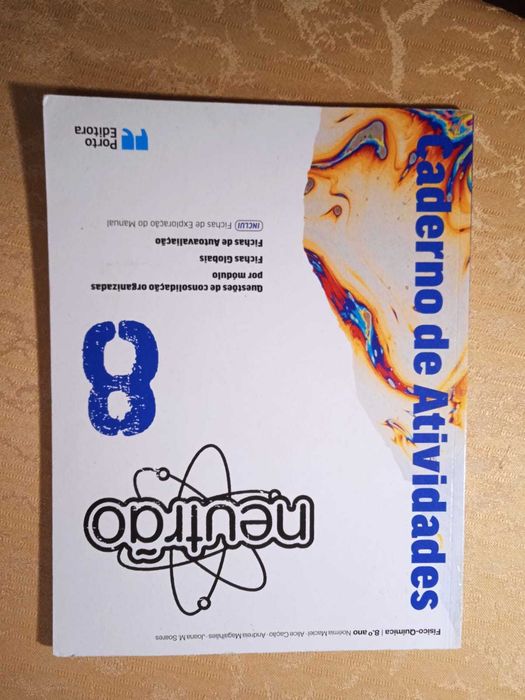 Físico-Química | 8.º ano Noémia Maciel · Alice Cação · Andreia Magalhães · Joana M. Soares
neutrão
8
Questões de consolidação organizadas
por módulo
Fichas Globais
Fichas de Autoavaliação
INCLUI Fichas de Exploração do Manual
Porto
Editora
Caderno de Atividades